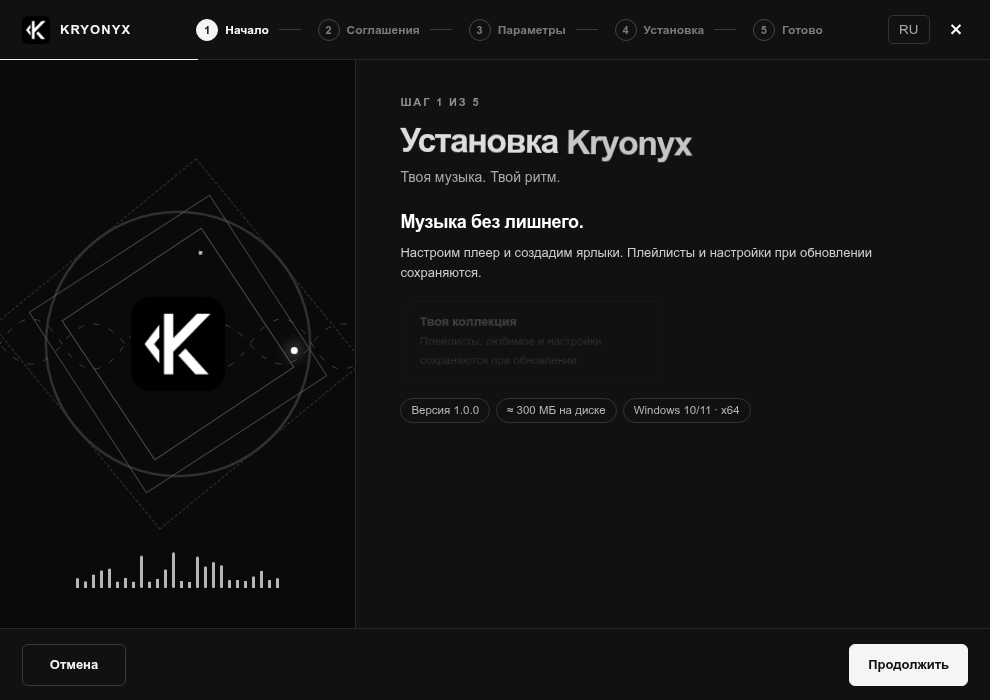 KRYONYX
1 Начало
2 Соглашения
3 Параметры
4 Установка
5 Готово
RU
×
ШАГ 1 ИЗ 5
Установка Kryonyx
Твоя музыка. Твой ритм.
Музыка без лишнего.
Настроим плеер и создадим ярлыки. Плейлисты и настройки при обновлении
сохраняются.
Твоя коллекция
Плейлисты, любимое и настройки
сохраняются при обновлении.
Версия 1.0.0
≈ 300 МБ на диске
Windows 10/11 · x64
Отмена
Продолжить